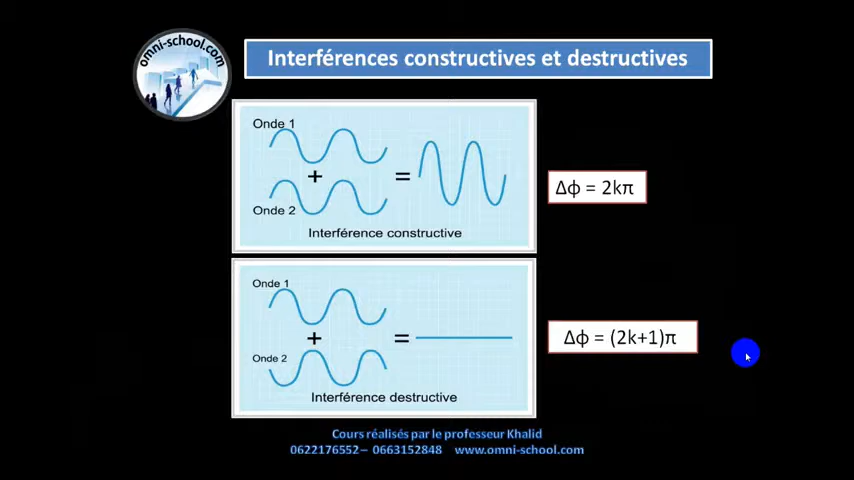 omni-school.com
Interférences constructives et destructives
Onde 1
+
=
Onde 2
Interférence constructive
Δϕ = 2kπ
Onde 1
+
=
Onde 2
Interférence destructive
Δϕ = (2k+1)π
Cours réalisés par le professeur Khalid
0622176552 – 0663152848 www.omni-school.com